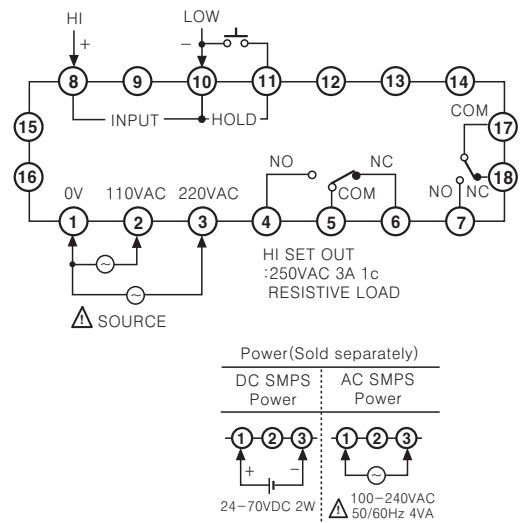 HI
LOW
+
−
8
9
10
11
12
13
14
INPUT
HOLD
COM
15
17
16
18
NO
NC
NO
NC
COM
0V
110VAC
220VAC
1
2
3
4
5
6
7
HI SET OUT
:250VAC 3A 1c
RESISTIVE LOAD
SOURCE
Power(Sold separately)
DC SMPS
Power
AC SMPS
Power
1
2
3
1
2
3
+
−
24-70VDC 2W
100-240VAC
50/60Hz 4VA